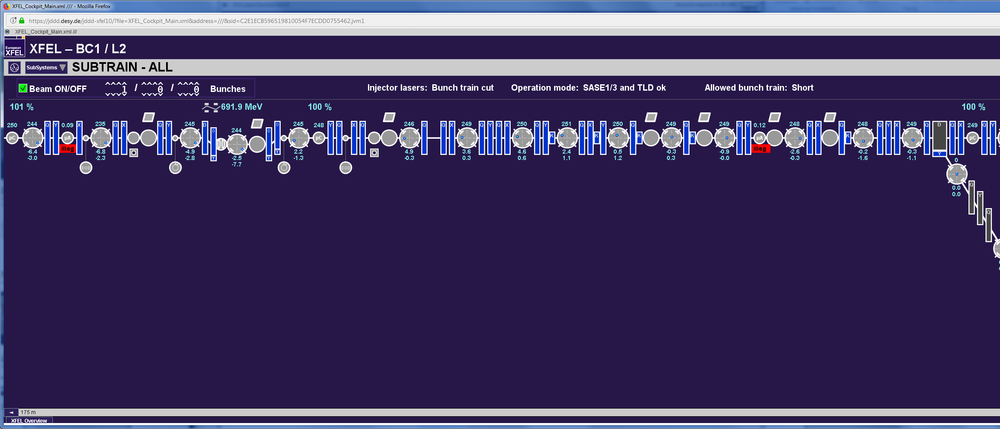 XFEL_Cockpit_Main.xml /// - Mozilla Firefox
https://jddd.desy.de/jddd-xfel10/?file=XFEL_Cockpit_Main.xml&address=///&sid=C2E1ECB596519810054F7ECDD0755462.jvm1
XFEL_Cockpit_Main.xml ///
European
XFEL
XFEL – BC1 / L2
SubSystems
SUBTRAIN - ALL
Beam ON/OFF 1 / 0 / 0 Bunches Injector lasers: Bunch train cut Operation mode: SASE1/3 and TLD ok Allowed bunch train: Short
101 % 691.9 MeV 100 % 100 %
250 244 0.09 235 245 244 245 248 246 249 250 251 250 249 249 0.12 248 248 249 249
Q Y X Q X Q Y D D Y Q X Q Q Q X Q Y Q X Q Y Q X Y Q Q Q Y Q X Q Q Y X Q D Q X Q Y
pC µA pC K K K K µA K pC
illeg illeg
-6.4 -6.8 -4.9 -2.5 Y 2.2 4.9 3.6 4.6 2.4 0.5 -0.3 -0.9 -2.6 -0.2 -0.3 Y
-3.0 -2.3 -2.8 Y -7.7 Y -1.3 -0.3 0.3 0.6 1.1 1.2 0.3 -0.0 -0.3 -1.6 -1.1
0
EOD EOD
0.0
0.0
Q
Y
Q
175 m
XFEL Overview